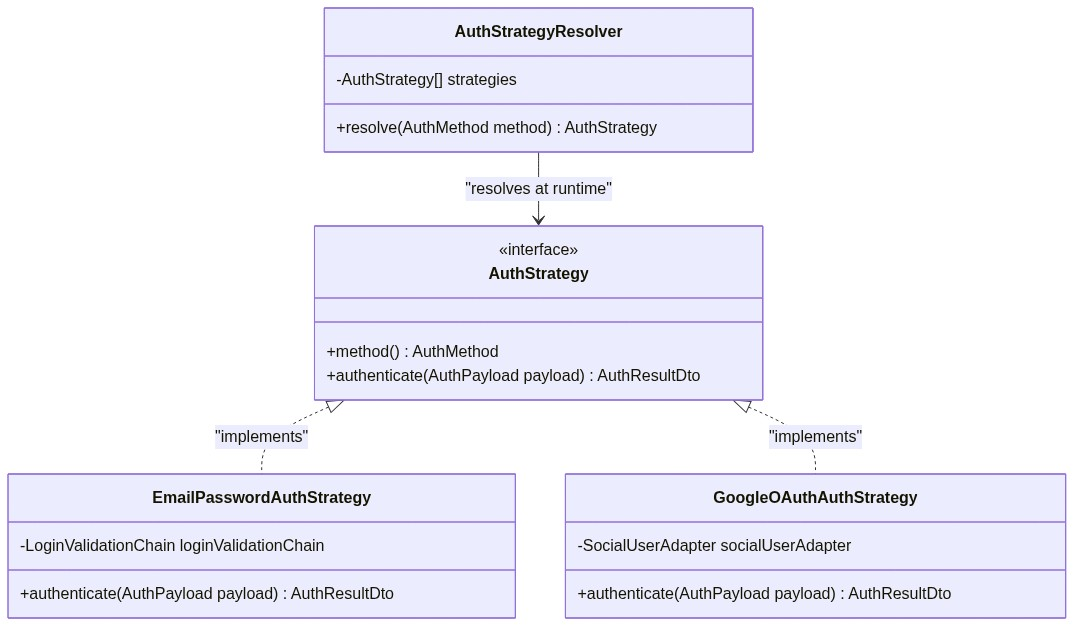 AuthStrategyResolver
-AuthStrategy[] strategies
+resolve(AuthMethod method) : AuthStrategy
"resolves at runtime"
«interface»
AuthStrategy
+method() : AuthMethod
+authenticate(AuthPayload payload) : AuthResultDto
"implements"
"implements"
EmailPasswordAuthStrategy
-LoginValidationChain loginValidationChain
+authenticate(AuthPayload payload) : AuthResultDto
GoogleOAuthAuthStrategy
-SocialUserAdapter socialUserAdapter
+authenticate(AuthPayload payload) : AuthResultDto